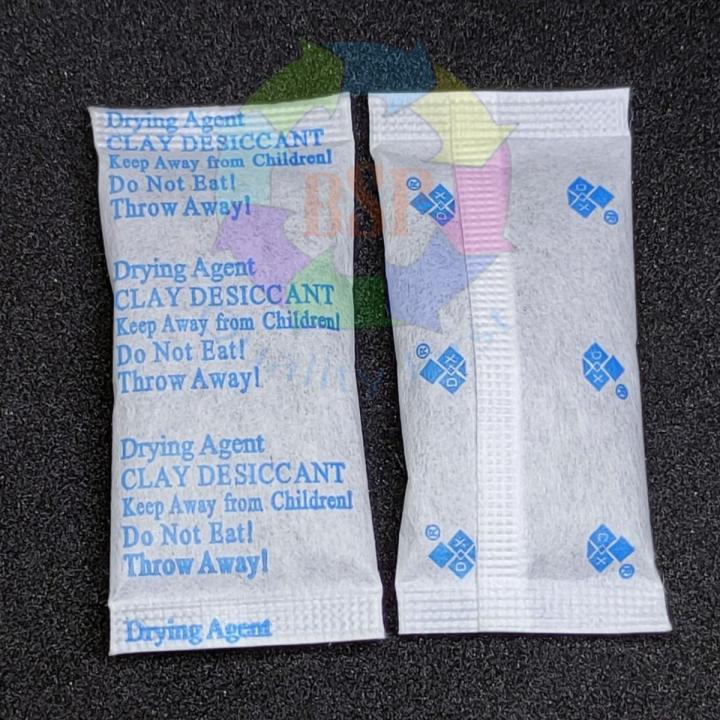 Drying Agent
CLAY DESICCANT
Keep Away from Children!
Do Not Eat!
Throw Away!
Drying Agent
CLAY DESICCANT
Keep Away from Children!
Do Not Eat!
Throw Away!
Drying Agent
CLAY DESICCANT
Keep Away from Children!
Do Not Eat!
Throw Away!
Drying Agent
BSP